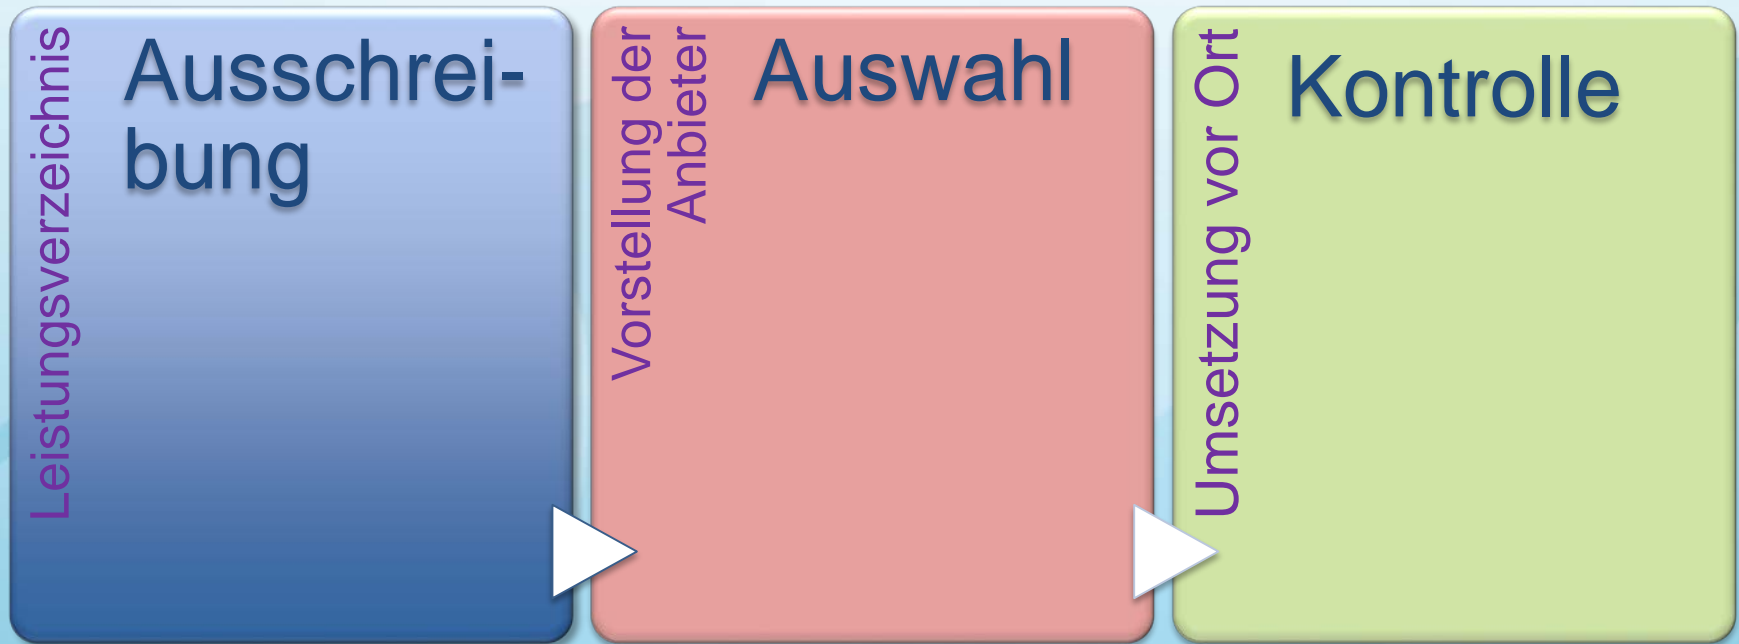 Leistungsverzeichnis
Ausschrei-
bung
Vorstellung der
Anbieter
Auswahl
Umsetzung vor Ort
Kontrolle